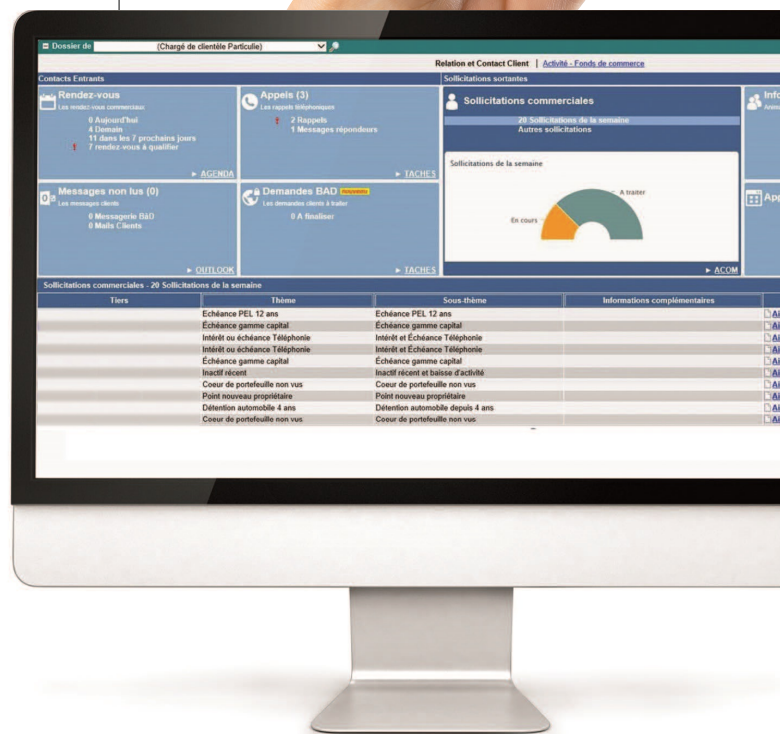 Dossier de (Chargé de clientèle Particulie)
Relation et Contact Client | Activité - Fonds de commerce
Contacts Entrants
Sollicitations sortantes
Rendez-vous
Les rendez-vous commerciaux
0 Aujourd'hui
4 Demain
11 dans les 7 prochains jours
7 rendez-vous à qualifier
► AGENDA
Appels (3)
Les rappels téléphoniques
2 Rappels
1 Messages répondeurs
► TACHES
Sollicitations commerciales
20 Sollicitations de la semaine
Autres sollicitations
Sollicitations de la semaine
A traiter
En cours
► ACOM
Messages non lus (0)
Les messages clients
0 Messagerie BàD
0 Mails Clients
► OUTLOOK
Demandes BAD
Les demandes clients à traiter
0 A finaliser
► TACHES
Sollicitations commerciales - 20 Sollicitations de la semaine
Tiers Thème Sous-thème Informations complémentaires
Echéance PEL 12 ans Echéance PEL 12 ans
Échéance gamme capital Échéance gamme capital
Intérêt ou échéance Téléphonie Intérêt et Échéance Téléphonie
Intérêt ou échéance Téléphonie Intérêt et Échéance Téléphonie
Échéance gamme capital Échéance gamme capital
Inactif récent Inactif récent et baisse d'activité
Coeur de portefeuille non vus Coeur de portefeuille non vus
Point nouveau propriétaire Point nouveau propriétaire
Détention automobile 4 ans Détention automobile depuis 4 ans
Coeur de portefeuille non vus Coeur de portefeuille non vus